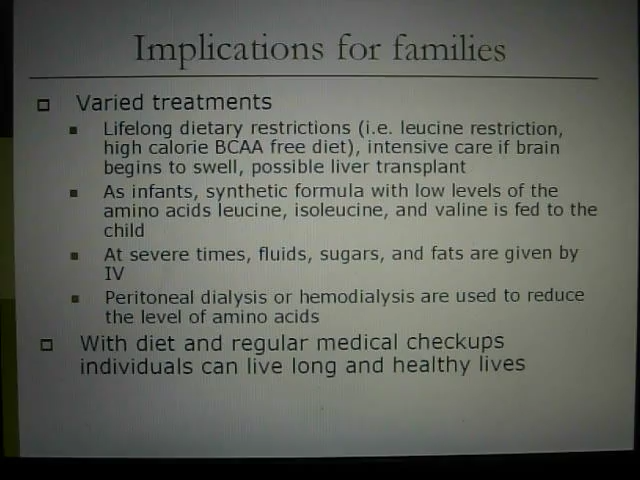 Implications for families
Varied treatments
Lifelong dietary restrictions (i.e. leucine restriction,
high calorie BCAA free diet), intensive care if brain
begins to swell, possible liver transplant
As infants, synthetic formula with low levels of the
amino acids leucine, isoleucine, and valine is fed to the
child
At severe times, fluids, sugars, and fats are given by
IV
Peritoneal dialysis or hemodialysis are used to reduce
the level of amino acids
With diet and regular medical checkups
individuals can live long and healthy lives